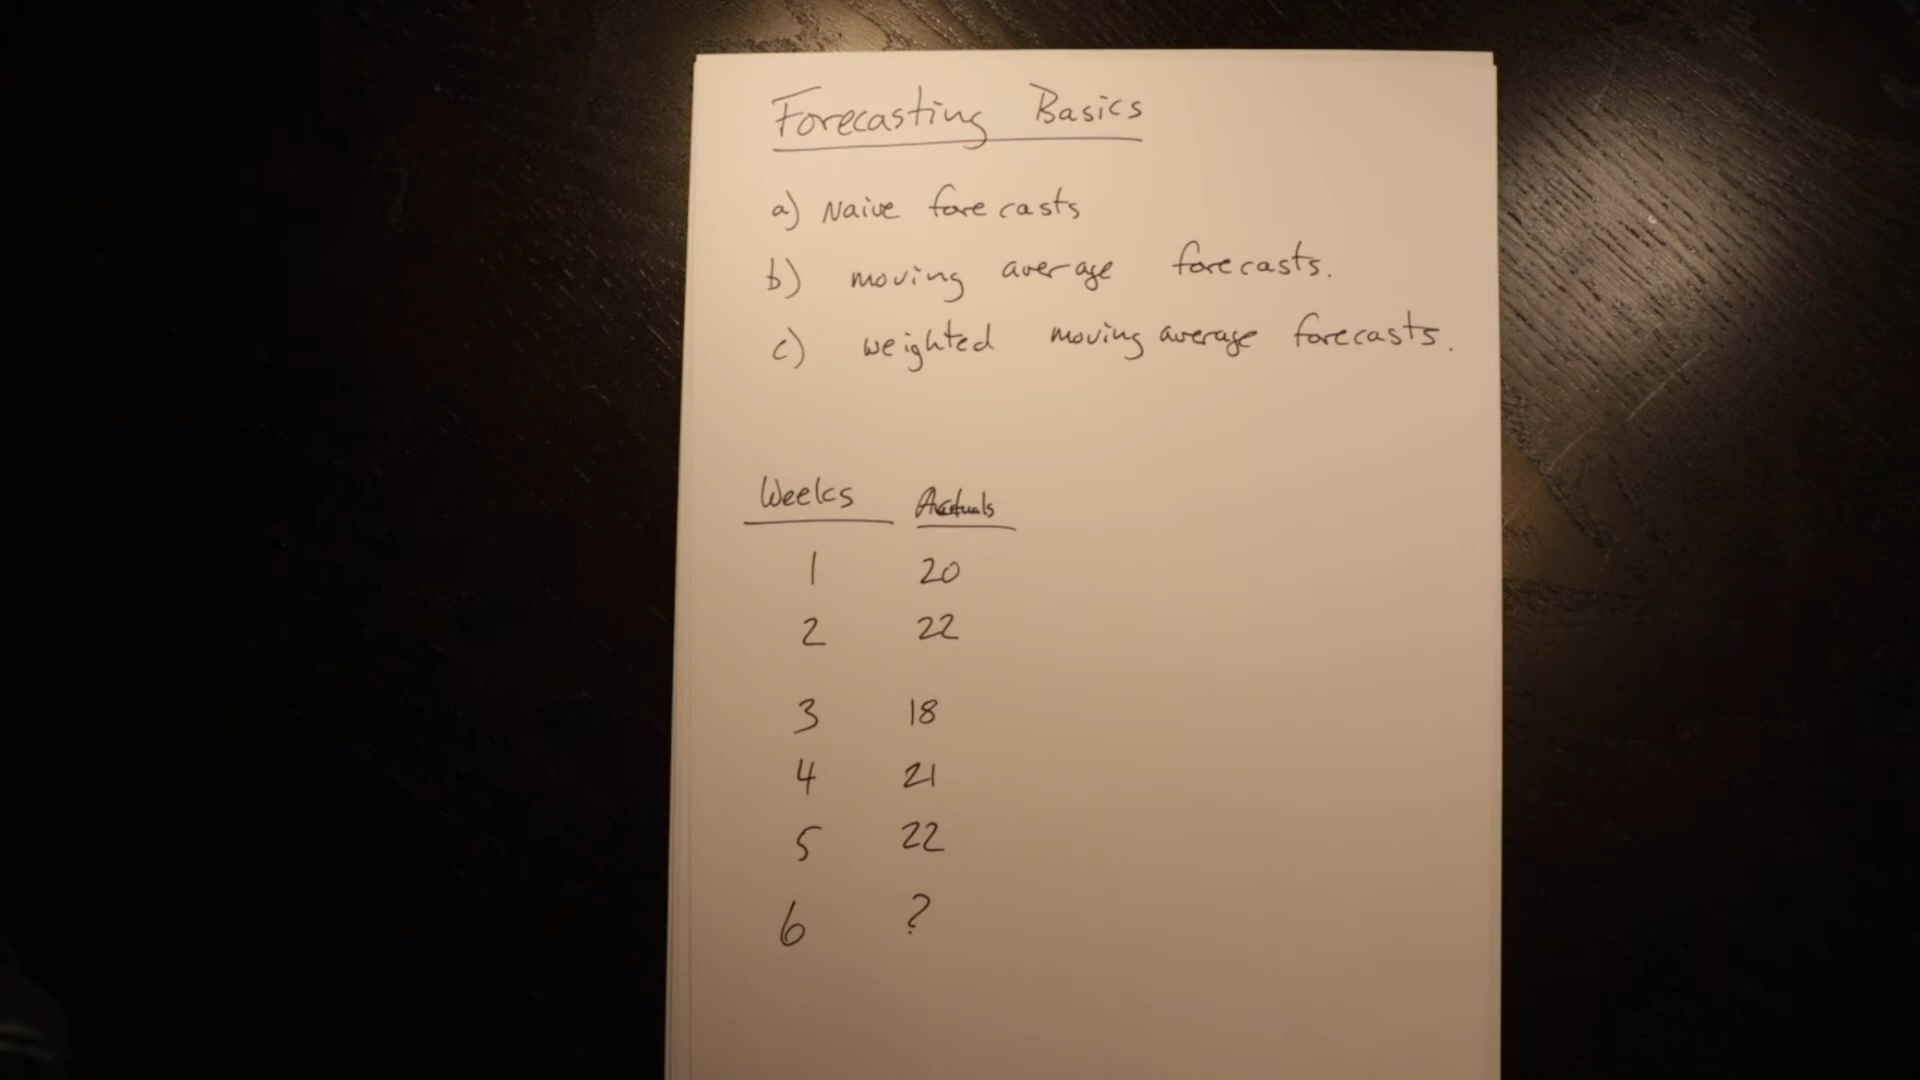 Forecasting Basics
a) Naive forecasts
b) moving average forecasts.
c) weighted moving average forecasts.
Weeks Actuals
1 20
2 22
3 18
4 21
5 22
6 ?